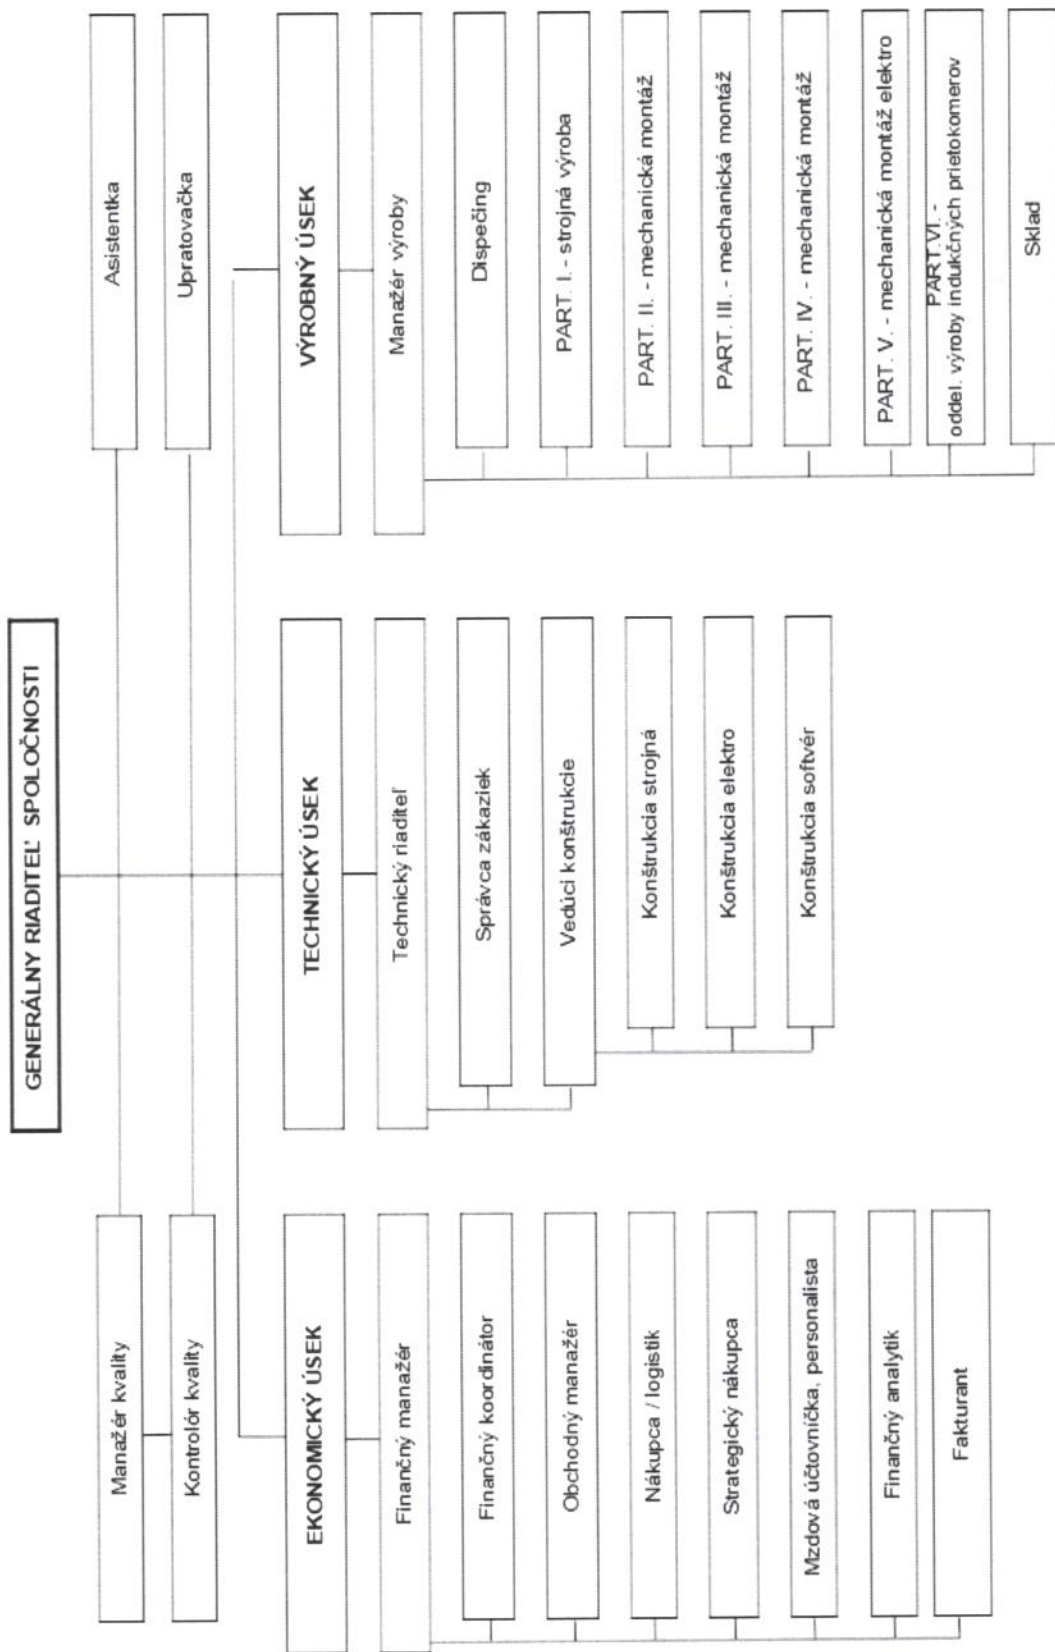 GENERÁLNY RIADITEĽ SPOLOČNOSTI
Manažér kvality
Asistentka
Kontrolór kvality
Upratovačka
EKONOMICKÝ ÚSEK
Finančný manažér
Finančný koordinátor
Obchodný manažér
Nákupca / logistik
Strategický nákupca
Mzdová účtovníčka, personalista
Finančný analytik
Fakturant
TECHNICKÝ ÚSEK
Technický riaditeľ
Správca zákaziek
Vedúci konštrukcie
Konštrukcia strojná
Konštrukcia elektro
Konštrukcia softvér
VÝROBNÝ ÚSEK
Manažér výroby
Dispečing
PART. I. - strojná výroba
PART. II. - mechanická montáž
PART. III. - mechanická montáž
PART. IV. - mechanická montáž
PART. V. - mechanická montáž elektro
PART.VI. -
oddel. výroby indukčných prietokomerov
Sklad